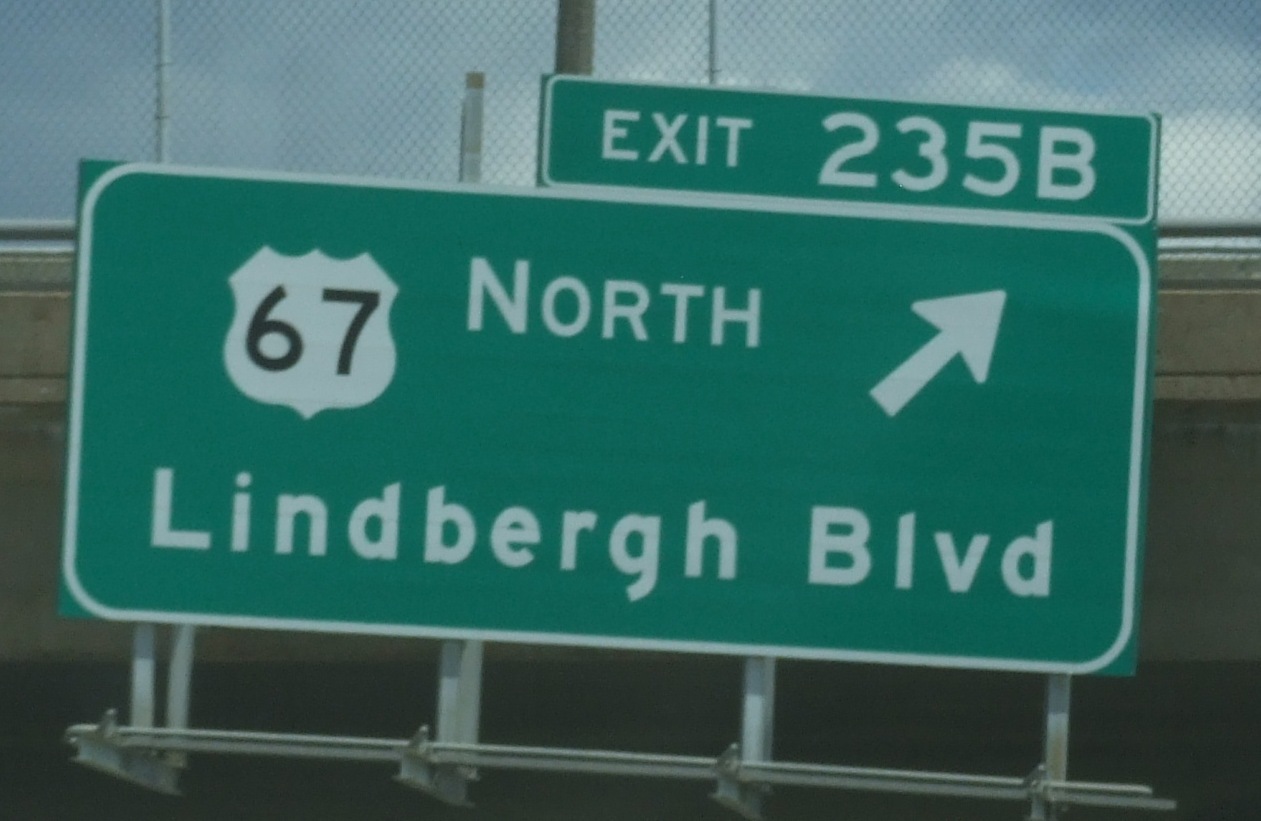 EXIT 235B
67 NORTH
Lindbergh Blvd